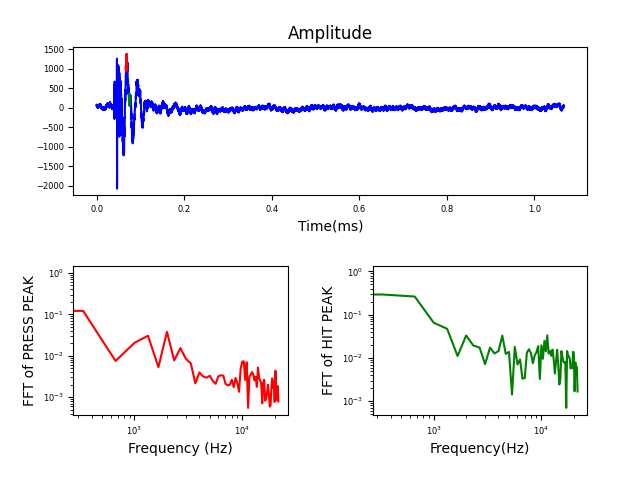 Amplitude
1500
1000
500
0
−500
−1000
−1500
−2000
0.0 0.2 0.4 0.6 0.8 1.0
Time(ms)
FFT of PRESS PEAK
10⁰
10⁻¹
10⁻²
10⁻³
10³ 10⁴
Frequency (Hz)
FFT of HIT PEAK
10⁰
10⁻¹
10⁻²
10⁻³
10³ 10⁴
Frequency(Hz)